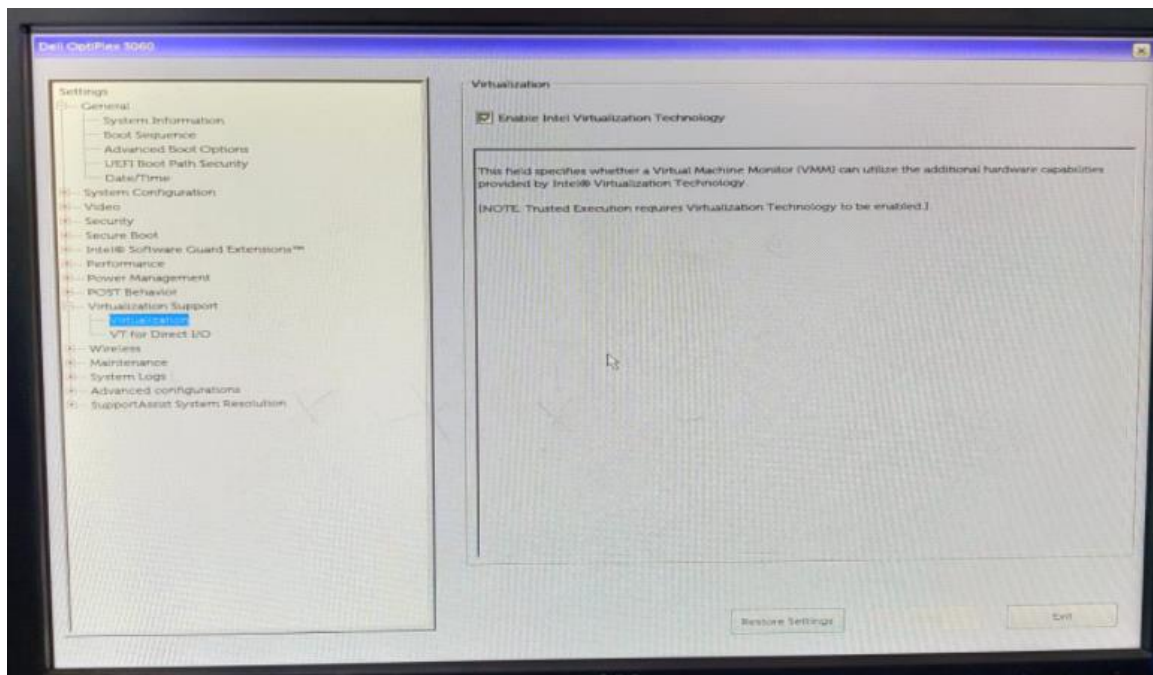 Dell OptiPlex 3060
Settings
General
System Information
Boot Sequence
Advanced Boot Options
UEFI Boot Path Security
Date/Time
System Configuration
Video
Security
Secure Boot
Intel® Software Guard Extensions™
Performance
Power Management
POST Behavior
Virtualization Support
Virtualization
VT for Direct I/O
Wireless
Maintenance
System Logs
Advanced configurations
SupportAssist System Resolution
Virtualization
Enable Intel Virtualization Technology
This field specifies whether a Virtual Machine Monitor (VMM) can utilize the additional hardware capabilities
provided by Intel® Virtualization Technology.
[NOTE: Trusted Execution requires Virtualization Technology to be enabled.]
Restore Settings
Exit